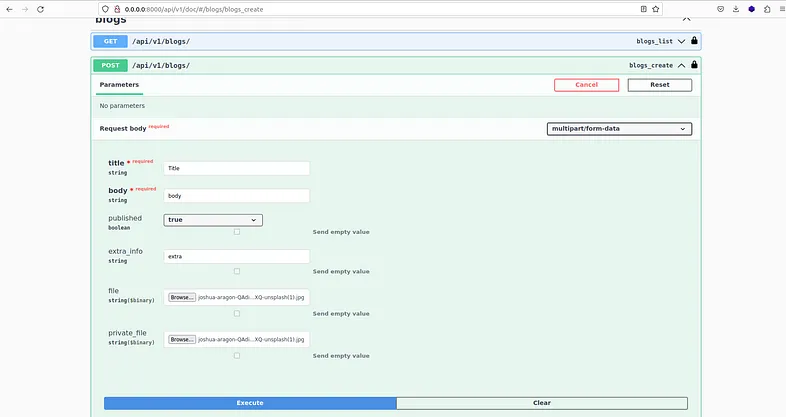 0.0.0.0:8000/api/v1/doc/#/blogs/blogs_create
blogs
GET /api/v1/blogs/ blogs_list
POST /api/v1/blogs/ blogs_create
Parameters Cancel Reset
No parameters
Request body required multipart/form-data
title * required
string
Title
body * required
string
body
published
boolean
true
Send empty value
extra_info
string
extra
Send empty value
file
string($binary)
Browse... joshua-aragon-QAdi...XQ-unsplash(1).jpg
Send empty value
private_file
string($binary)
Browse... joshua-aragon-QAdi...XQ-unsplash(1).jpg
Send empty value
Execute Clear